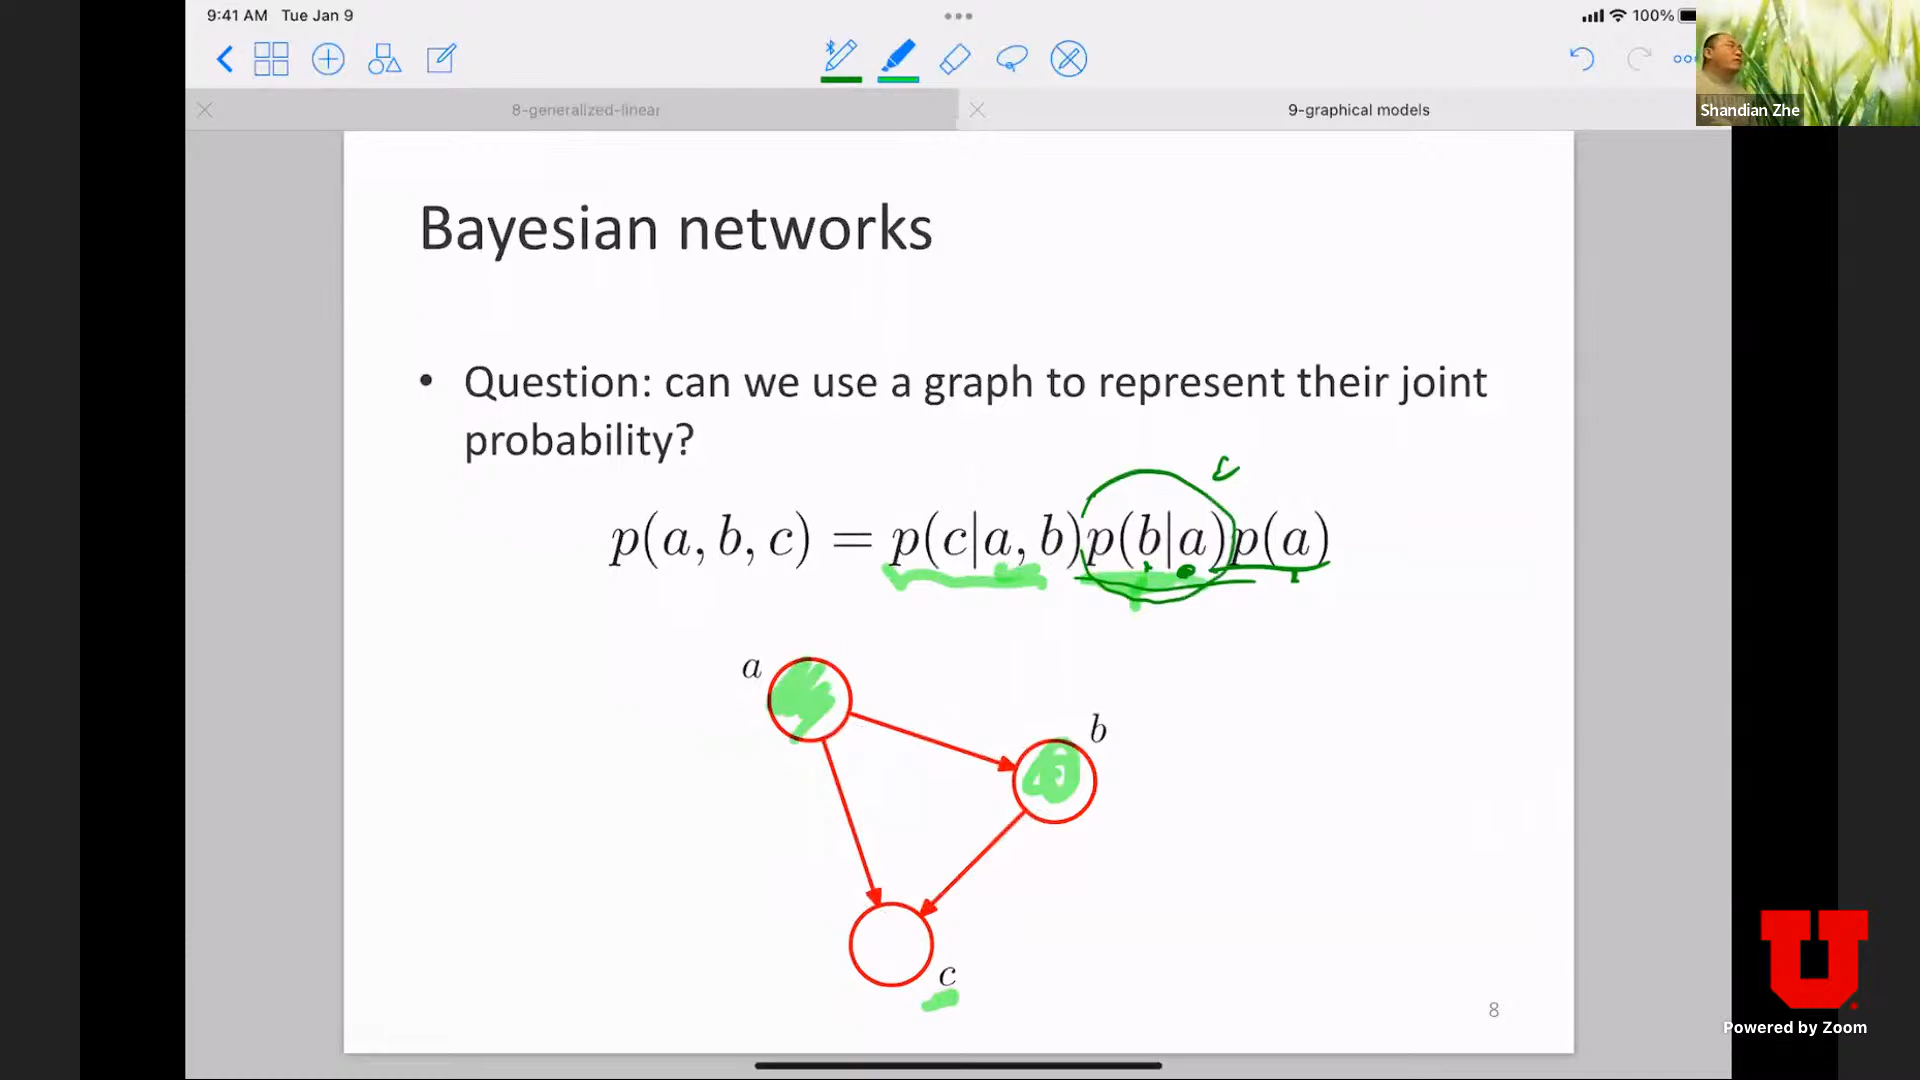 9:41 AM Tue Jan 9
100%
8-generalized-linear
9-graphical models
Shandian Zhe
Bayesian networks
• Question: can we use a graph to represent their joint
probability?
p(a, b, c) = p(c|a, b)p(b|a)p(a)
a
b
c
8
U
Powered by Zoom